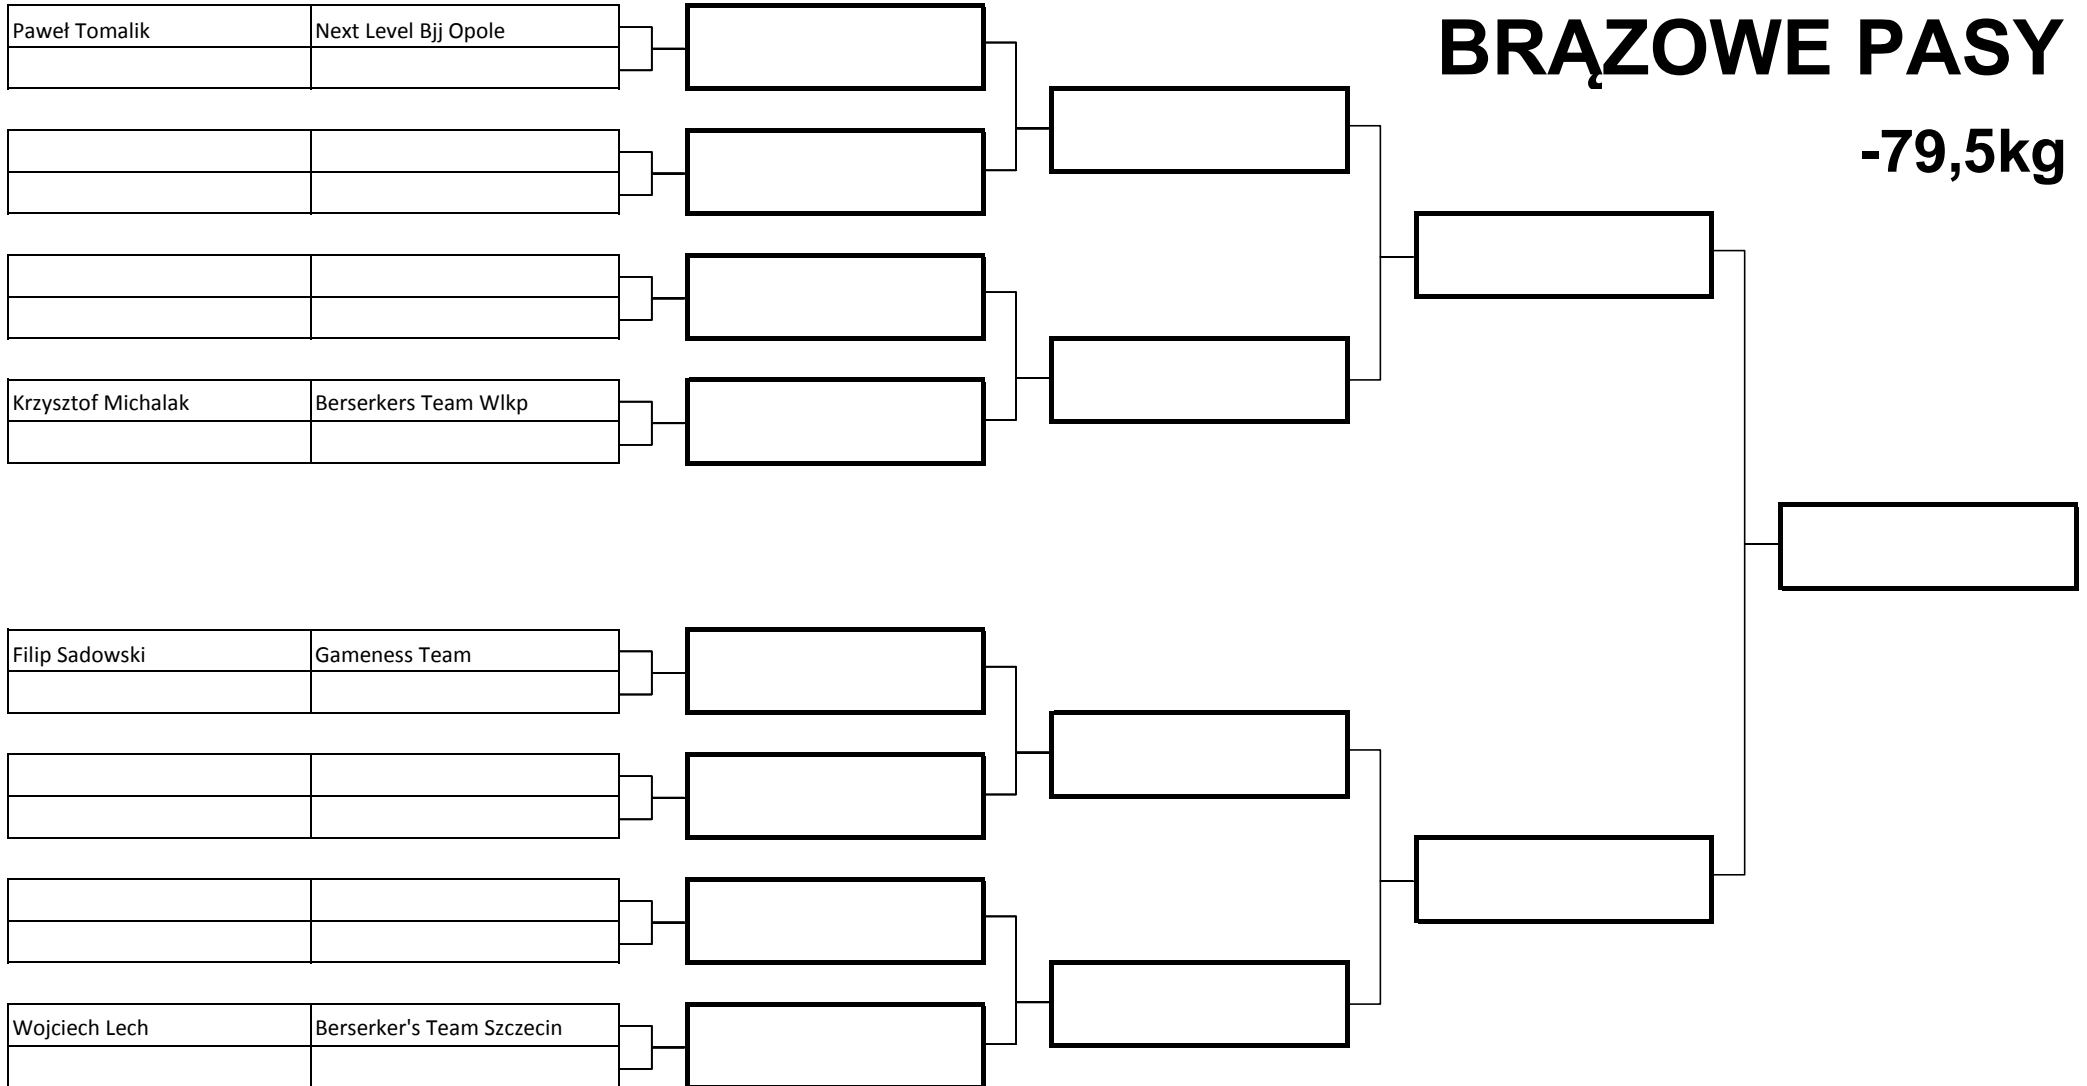 BRĄZOWE PASY
-79,5kg
Paweł Tomalik Next Level Bjj Opole
Krzysztof Michalak Berserkers Team Wlkp
Filip Sadowski Gameness Team
Wojciech Lech Berserker's Team Szczecin